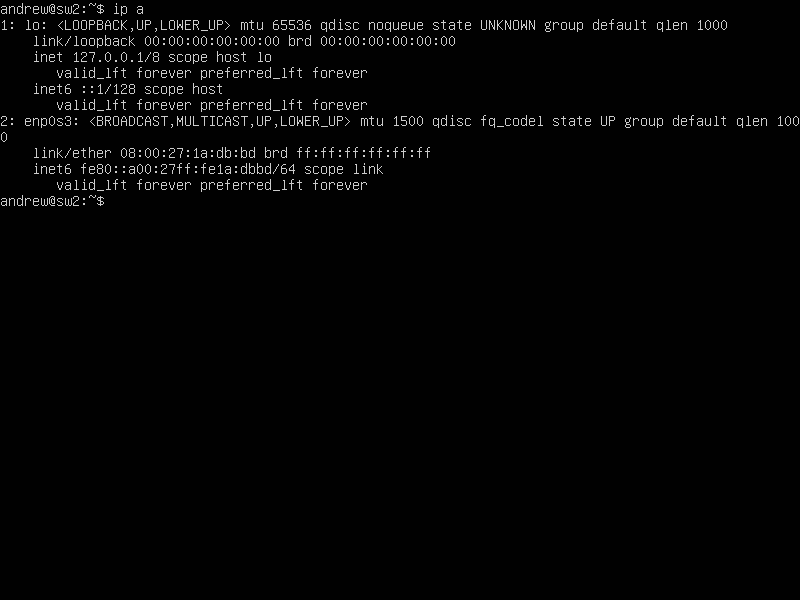 andrew@sw2:~$ ip a
1: lo: <LOOPBACK,UP,LOWER_UP> mtu 65536 qdisc noqueue state UNKNOWN group default qlen 1000
    link/loopback 00:00:00:00:00:00 brd 00:00:00:00:00:00
    inet 127.0.0.1/8 scope host lo
       valid_lft forever preferred_lft forever
    inet6 ::1/128 scope host
       valid_lft forever preferred_lft forever
2: enp0s3: <BROADCAST,MULTICAST,UP,LOWER_UP> mtu 1500 qdisc fq_codel state UP group default qlen 100
0
    link/ether 08:00:27:1a:db:bd brd ff:ff:ff:ff:ff:ff
    inet6 fe80::a00:27ff:fe1a:dbbd/64 scope link
       valid_lft forever preferred_lft forever
andrew@sw2:~$